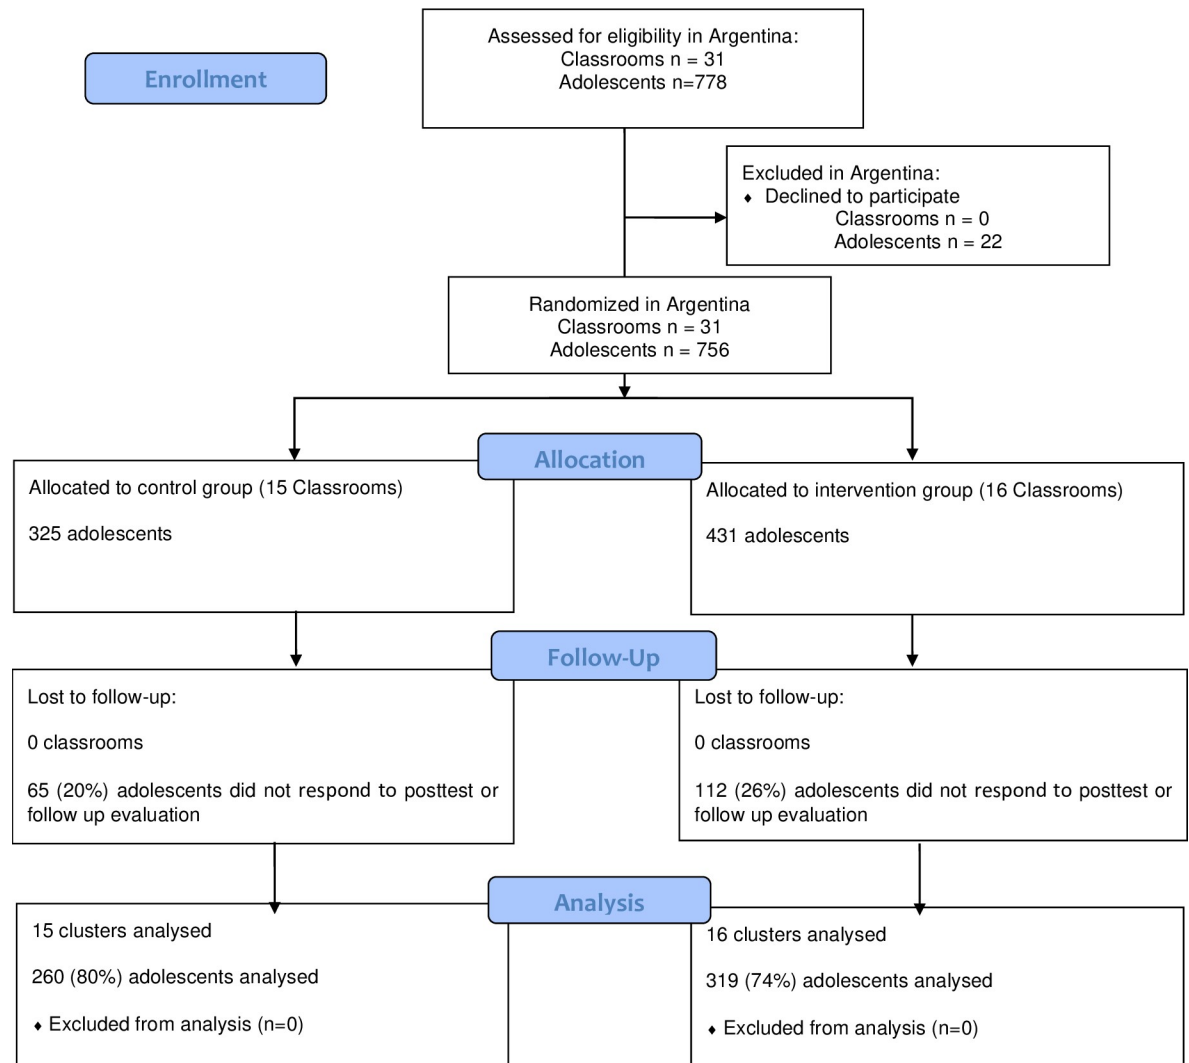 Assessed for eligibility in Argentina:
Classrooms n = 31
Adolescents n=778
Enrollment
Excluded in Argentina:
♦ Declined to participate
Classrooms n = 0
Adolescents n = 22
Randomized in Argentina
Classrooms n = 31
Adolescents n = 756
Allocation
Allocated to control group (15 Classrooms)
325 adolescents
Allocated to intervention group (16 Classrooms)
431 adolescents
Follow-Up
Lost to follow-up:
0 classrooms
65 (20%) adolescents did not respond to posttest or
follow up evaluation
Lost to follow-up:
0 classrooms
112 (26%) adolescents did not respond to posttest or
follow up evaluation
Analysis
15 clusters analysed
260 (80%) adolescents analysed
♦ Excluded from analysis (n=0)
16 clusters analysed
319 (74%) adolescents analysed
♦ Excluded from analysis (n=0)